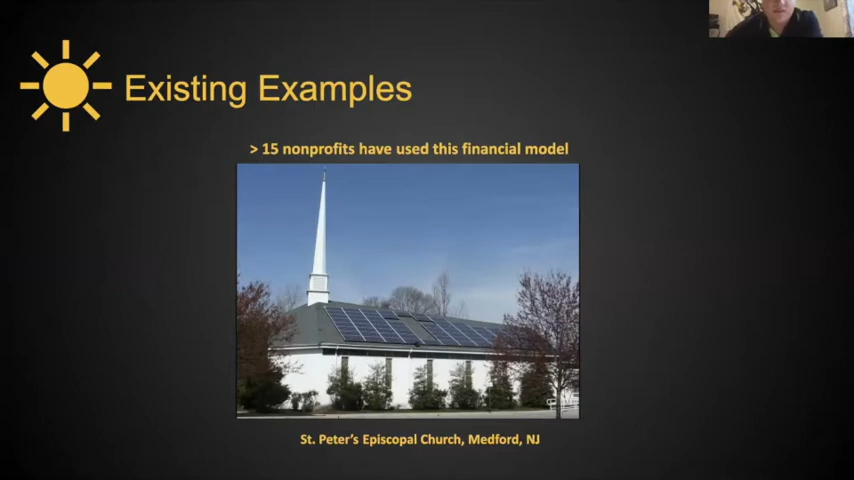 Existing Examples
> 15 nonprofits have used this financial model
St. Peter's Episcopal Church, Medford, NJ